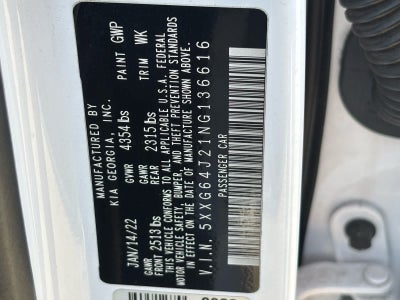 MANUFACTURED BY
KIA GEORGIA, INC.
PAINT GWP
JAN/14/22 GVWR 4354 lbs
TRIM WK
GAWR FRONT 2513 lbs GAWR REAR 2315 lbs
THIS VEHICLE CONFORMS TO ALL APPLICABLE U.S.A. FEDERAL
MOTOR VEHICLE SAFETY, BUMPER, AND THEFT PREVENTION STANDARDS
IN EFFECT ON THE DATE OF MANUFACTURE SHOWN ABOVE.
V.I.N. 5XXG64J21NG136616
PASSENGER CAR